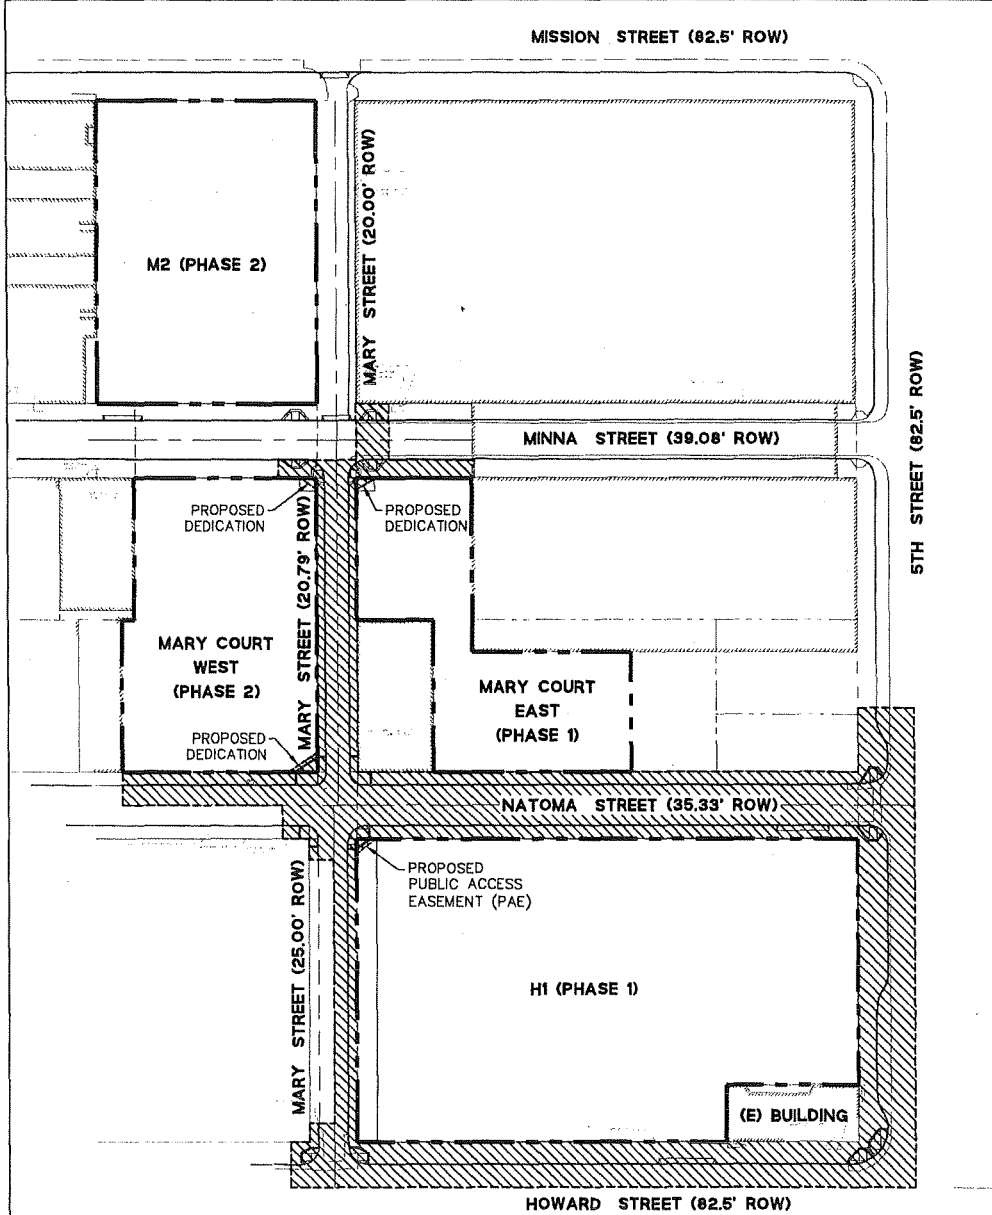 MISSION STREET (82.5' ROW)
MARY STREET (20.00' ROW)
M2 (PHASE 2)
5TH STREET (82.5' ROW)
MINNA STREET (39.08' ROW)
PROPOSED
DEDICATION
PROPOSED
DEDICATION
MARY STREET (20.79' ROW)
MARY COURT
WEST
(PHASE 2)
MARY COURT
EAST
(PHASE 1)
PROPOSED
DEDICATION
NATOMA STREET (35.33' ROW)
PROPOSED
PUBLIC ACCESS
EASEMENT (PAE)
MARY STREET (25.00' ROW)
H1 (PHASE 1)
(E) BUILDING
HOWARD STREET (82.5' ROW)